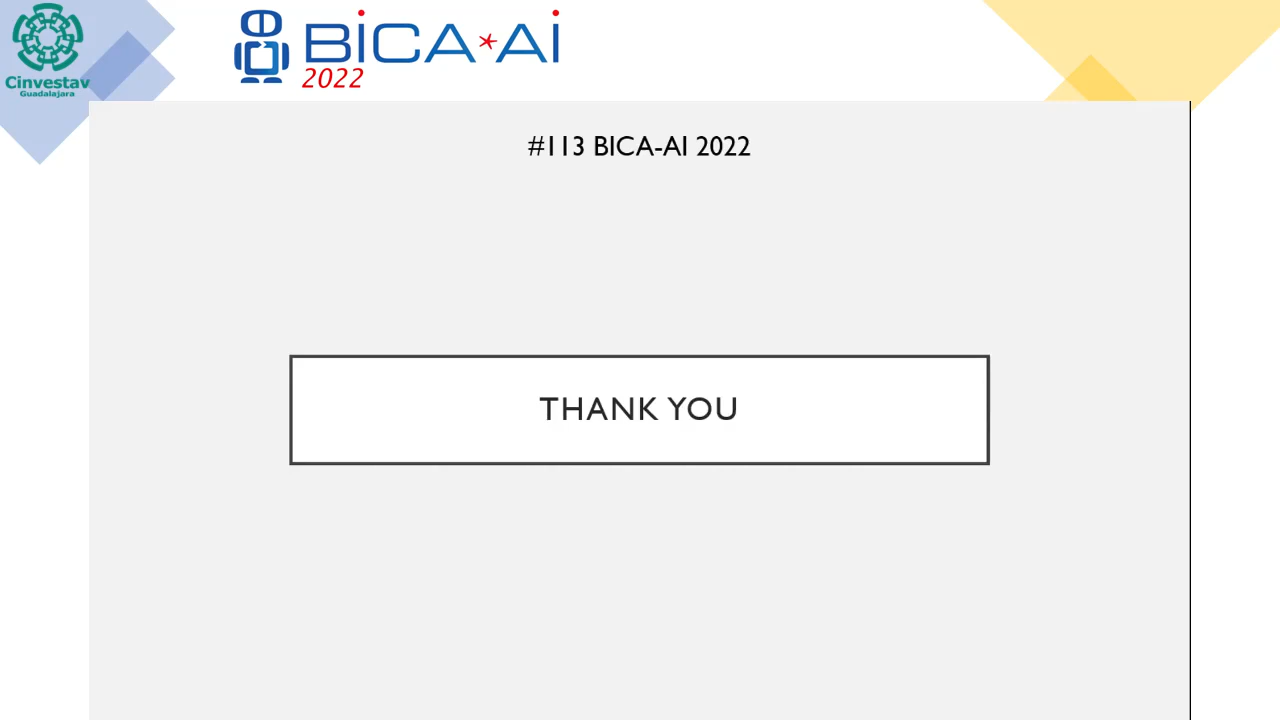 Cinvestav
Guadalajara
BiCA*Ai
2022
#113 BICA-AI 2022
THANK YOU